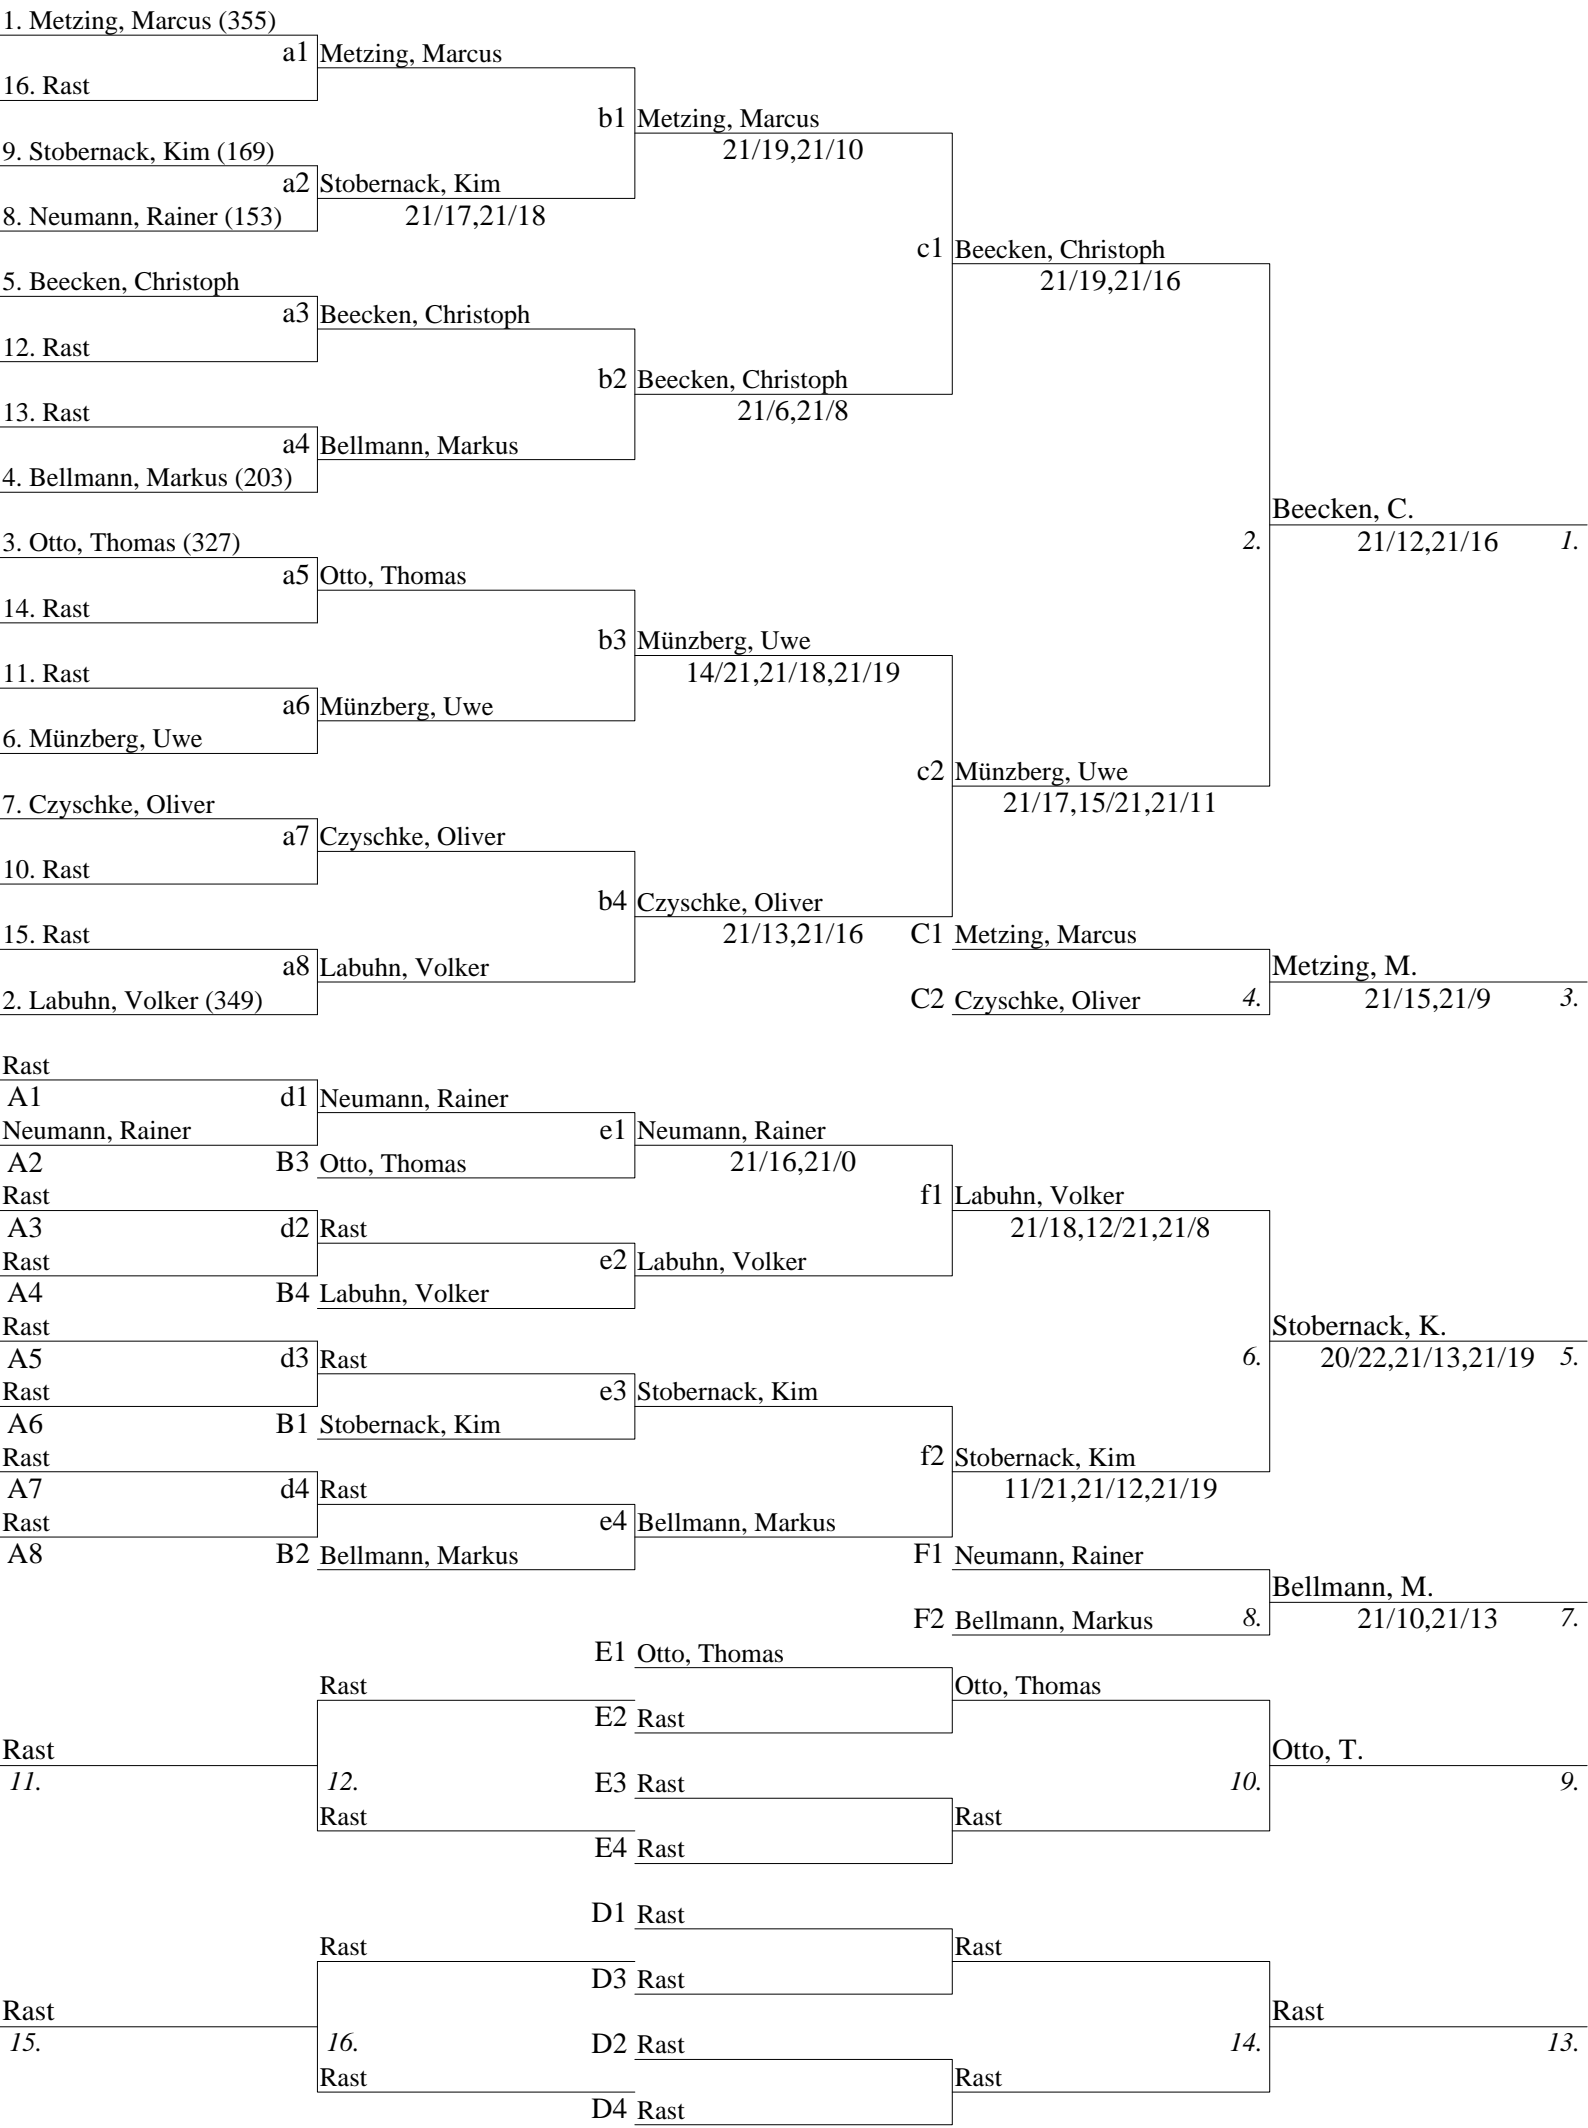 1. Metzing, Marcus (355)
a1 Metzing, Marcus
16. Rast
b1 Metzing, Marcus
21/19,21/10
9. Stobernack, Kim (169)
a2 Stobernack, Kim
21/17,21/18
8. Neumann, Rainer (153)
c1 Beecken, Christoph
21/19,21/16
5. Beecken, Christoph
a3 Beecken, Christoph
12. Rast
b2 Beecken, Christoph
21/6,21/8
13. Rast
a4 Bellmann, Markus
4. Bellmann, Markus (203)
Beecken, C.
2. 21/12,21/16 1.
3. Otto, Thomas (327)
a5 Otto, Thomas
14. Rast
b3 Münzberg, Uwe
14/21,21/18,21/19
11. Rast
a6 Münzberg, Uwe
6. Münzberg, Uwe
c2 Münzberg, Uwe
21/17,15/21,21/11
7. Czyschke, Oliver
a7 Czyschke, Oliver
10. Rast
b4 Czyschke, Oliver
21/13,21/16
15. Rast
C1 Metzing, Marcus
a8 Labuhn, Volker
Metzing, M.
2. Labuhn, Volker (349)
C2 Czyschke, Oliver 4. 21/15,21/9 3.
Rast
A1 d1 Neumann, Rainer
Neumann, Rainer e1 Neumann, Rainer
A2 B3 Otto, Thomas 21/16,21/0
Rast f1 Labuhn, Volker
A3 d2 Rast 21/18,12/21,21/8
Rast e2 Labuhn, Volker
A4 B4 Labuhn, Volker
Rast Stobernack, K.
A5 d3 Rast 6. 20/22,21/13,21/19 5.
Rast e3 Stobernack, Kim
A6 B1 Stobernack, Kim
Rast f2 Stobernack, Kim
A7 d4 Rast 11/21,21/12,21/19
Rast e4 Bellmann, Markus
A8 B2 Bellmann, Markus F1 Neumann, Rainer
Bellmann, M.
F2 Bellmann, Markus 8. 21/10,21/13 7.
E1 Otto, Thomas
Rast Otto, Thomas
E2 Rast
Rast Otto, T.
11. 12. E3 Rast 10. 9.
Rast Rast
E4 Rast
D1 Rast
Rast Rast
D3 Rast
Rast Rast
15. 16. D2 Rast 14. 13.
Rast Rast
D4 Rast